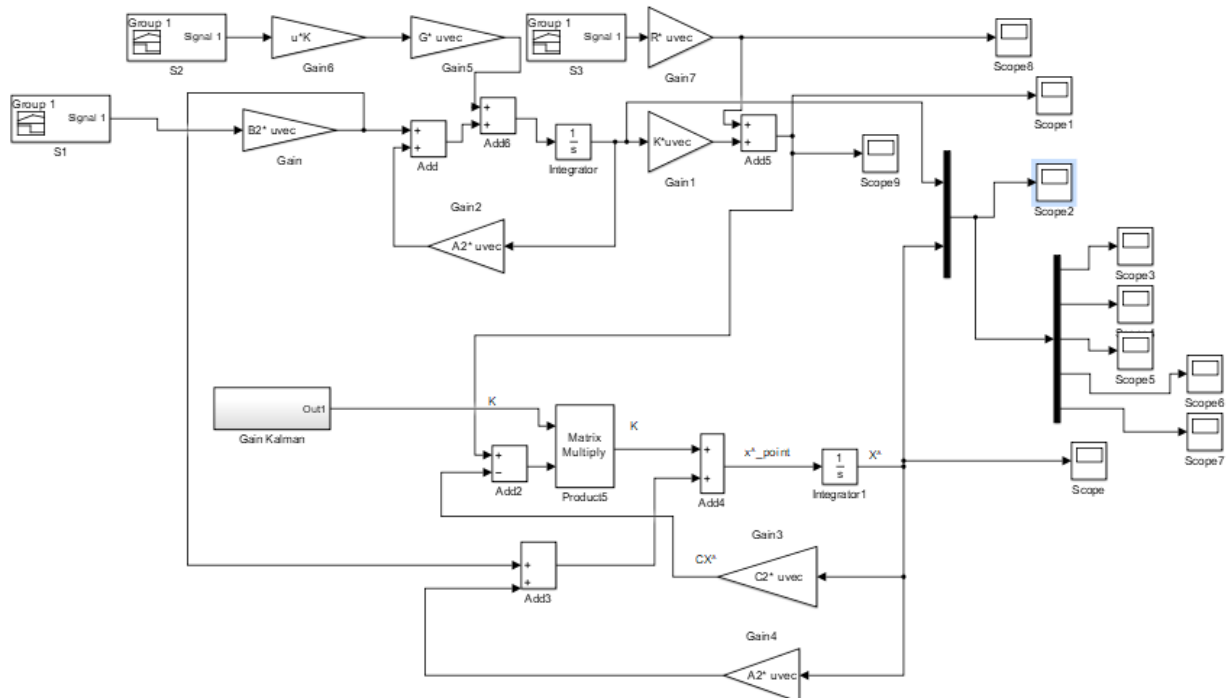 Group 1
Signal 1
S2
u*K
Gain6
G* uvec
Gain5
Group 1
Signal 1
S3
R* uvec
Gain7
Scope8
Group 1
Signal 1
S1
B2* uvec
Gain
+
+
Add
+
+
Add6
1
s
Integrator
K*uvec
Gain1
+
+
Add5
Scope1
Scope9
Scope2
Gain2
A2* uvec
Scope3
Scope5
Scope6
Scope7
Out1
Gain Kalman
K
+
−
Add2
Matrix
Multiply
Product5
K
+
+
Add4
x^_point
1
s
Integrator1
X^
Scope
+
+
Add3
CX^
Gain3
C2* uvec
Gain4
A2* uvec